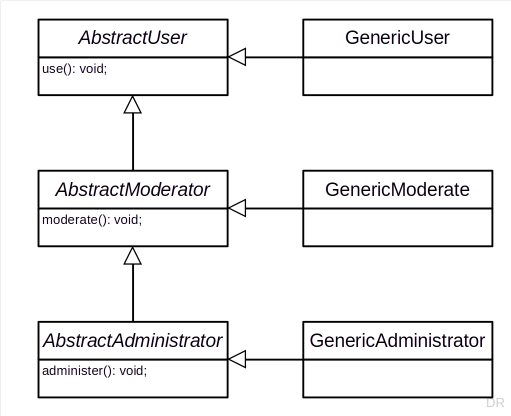 AbstractUser
use(): void;
GenericUser
AbstractModerator
moderate(): void;
GenericModerate
AbstractAdministrator
administer(): void;
GenericAdministrator
DR